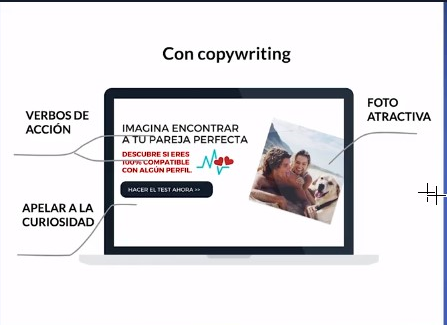 Con copywriting
VERBOS DE
ACCIÓN
IMAGINA ENCONTRAR
A TU PAREJA PERFECTA
DESCUBRE SI ERES
100% COMPATIBLE
CON ALGÚN PERFIL.
HACER EL TEST AHORA >>
FOTO
ATRACTIVA
APELAR A LA
CURIOSIDAD